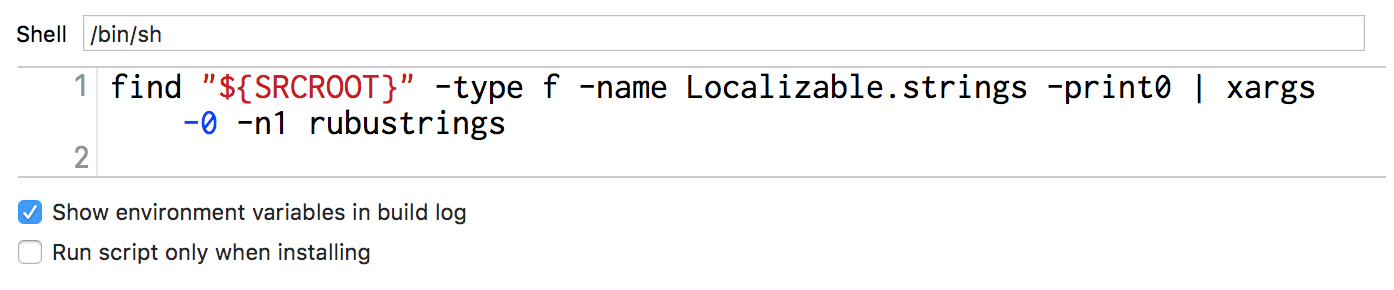 Shell /bin/sh
1 find "${SRCROOT}" -type f -name Localizable.strings -print0 | xargs
-0 -n1 rubustrings
2
Show environment variables in build log
Run script only when installing